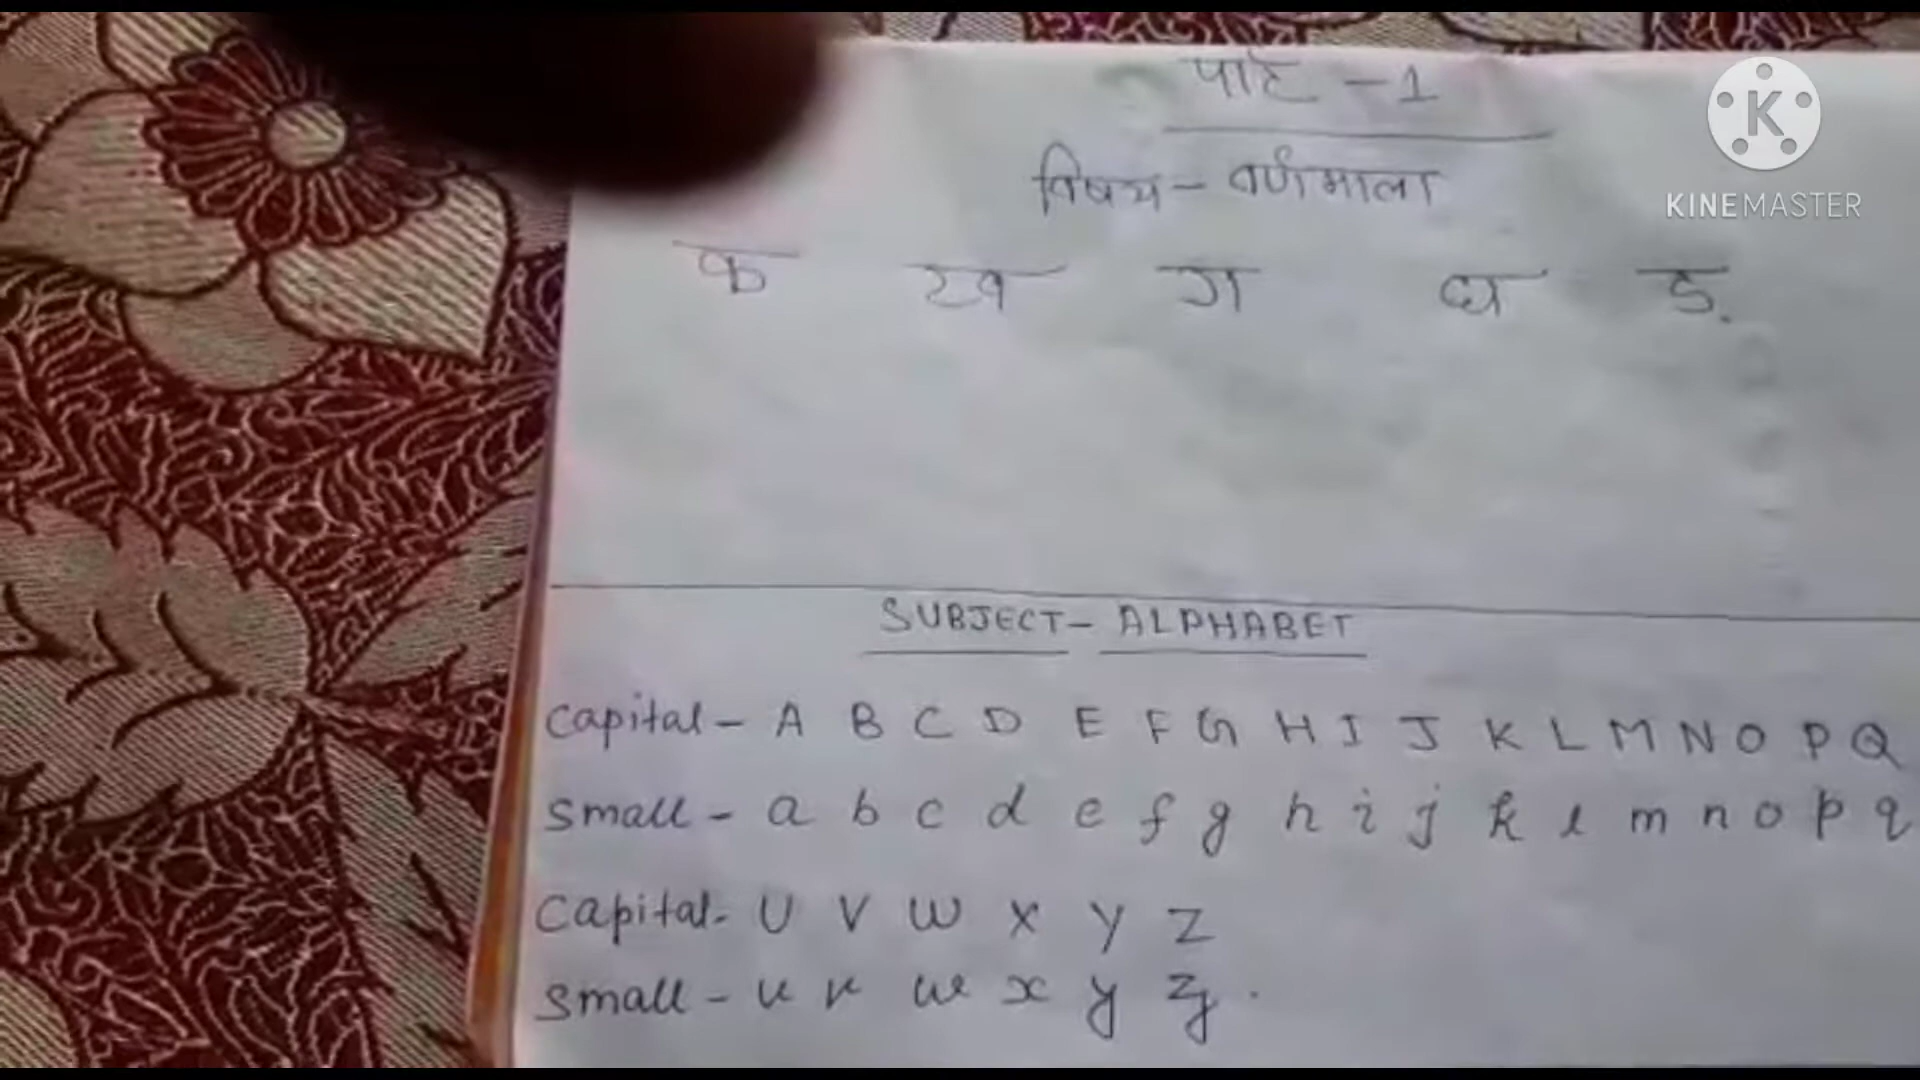 पाठ - 1
विषय - वर्णमाला
क ख ग घ ङ
SUBJECT - ALPHABET
Capital - A B C D E F G H I J K L M N O P Q
Small - a b c d e f g h i j k l m n o p q
Capital - U V W X Y Z
Small - u v w x y z .
KINEMASTER